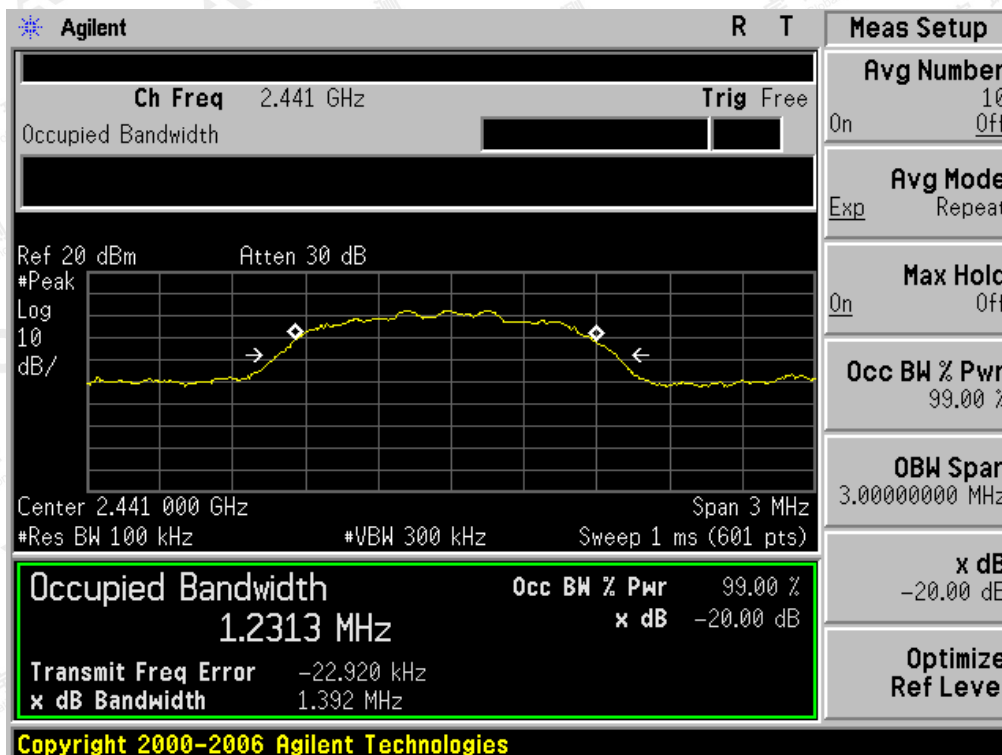 Agilent R T
Meas Setup
Ch Freq 2.441 GHz Trig Free
Occupied Bandwidth
Ref 20 dBm Atten 30 dB
#Peak
Log
10
dB/
Center 2.441 000 GHz Span 3 MHz
#Res BW 100 kHz #VBW 300 kHz Sweep 1 ms (601 pts)
Occupied Bandwidth
1.2313 MHz
Occ BW % Pwr 99.00 %
x dB -20.00 dB
Transmit Freq Error -22.920 kHz
x dB Bandwidth 1.392 MHz
Avg Number
10
On Off
Avg Mode
Exp Repeat
Max Hold
On Off
Occ BW % Pwr
99.00 %
OBW Span
3.00000000 MHz
x dB
-20.00 dB
Optimize
Ref Level
Copyright 2000-2006 Agilent Technologies